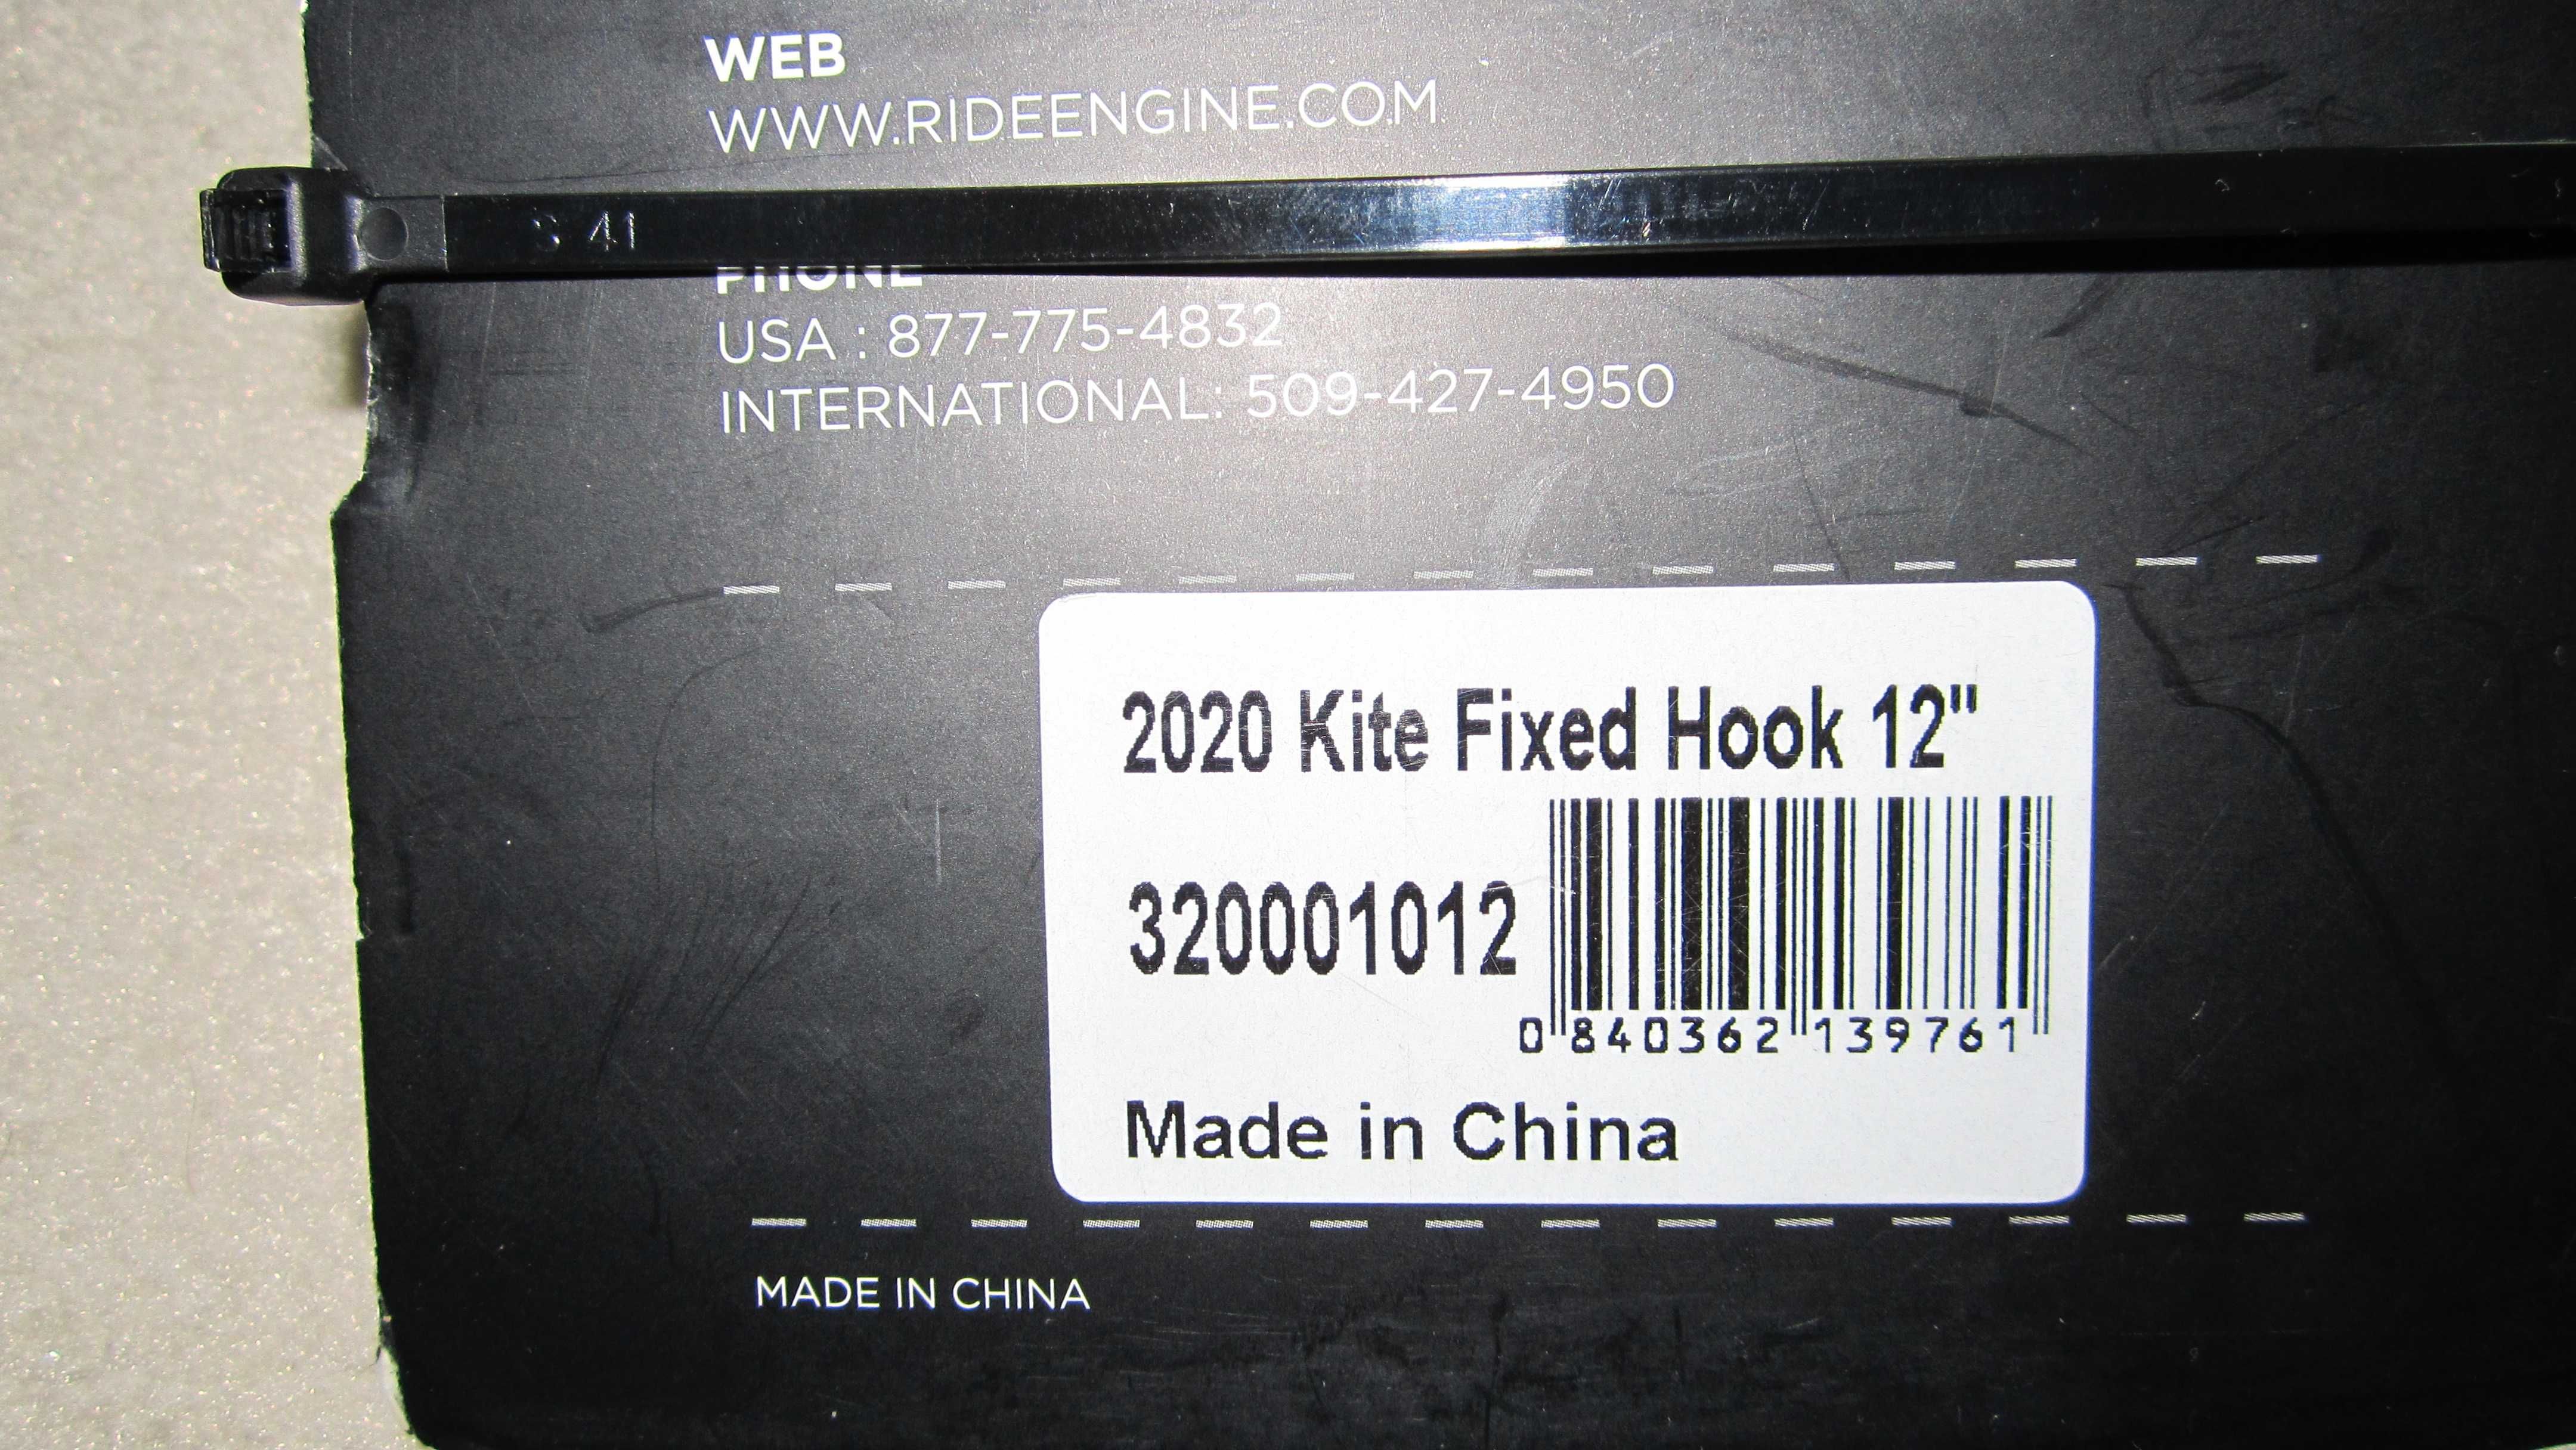 WEB
WWW.RIDEENGINE.COM
41
PHONE
USA : 877-775-4832
INTERNATIONAL: 509-427-4950
2020 Kite Fixed Hook 12"
320001012
0 840362 139761
Made in China
MADE IN CHINA